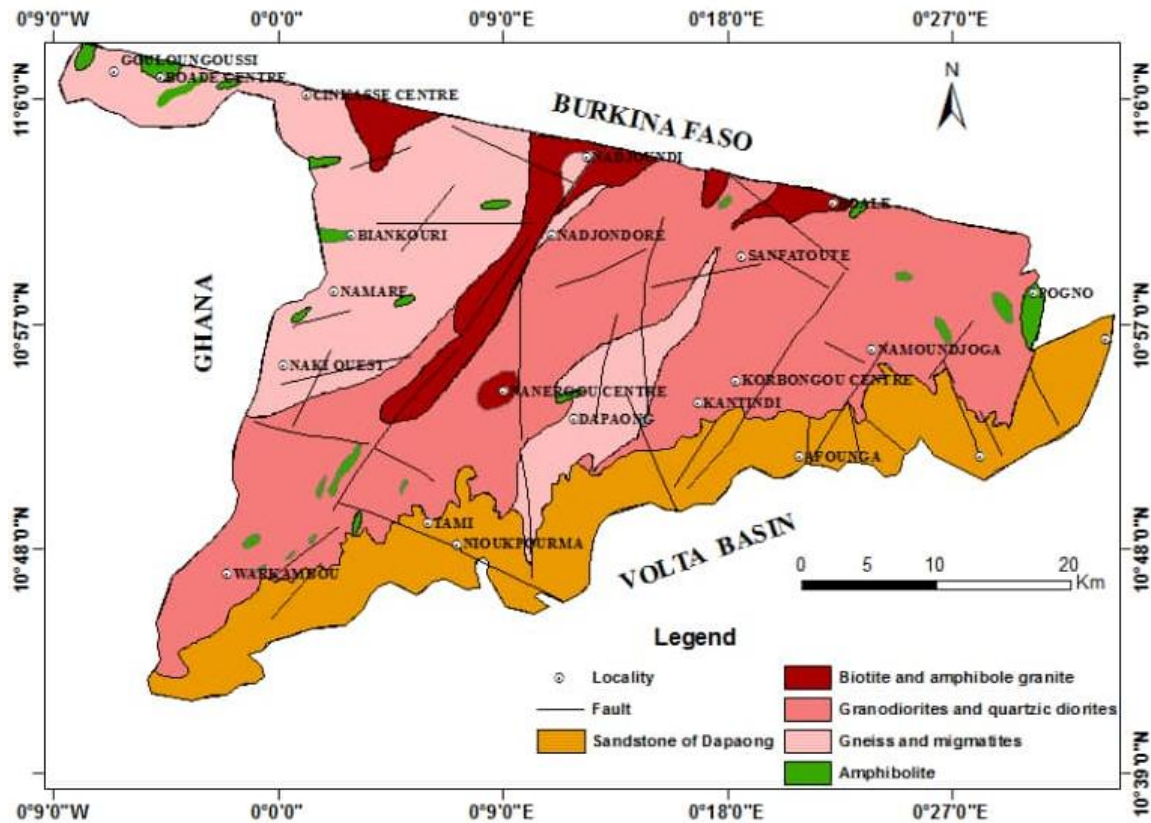 0°9'0"W 0°0'0" 0°9'0"E 0°18'0"E 0°27'0"E
11°6'0"N
10°57'0"N
10°48'0"N
11°6'0"N
10°57'0"N
10°48'0"N
10°39'0"N
N
GOULOUNGOUSSI
BOADE CENTRE
CINKASSE CENTRE
BURKINA FASO
NADJOUNDI
BIANKOURI
NADJONDORE
SANFATOUTE
GHANA
NAMARE
POGNO
NAKI OUEST
NAMOUNDJOGA
NANERGOU CENTRE
KORBONGOU CENTRE
KANTINDI
DAPAONG
AFOUNGA
TAMI
NIOUKPOURMA
WARKAMBOU
VOLTA BASIN
0 5 10 20
Km
Legend
Locality
Fault
Sandstone of Dapaong
Biotite and amphibole granite
Granodiorites and quartzic diorites
Gneiss and migmatites
Amphibolite
0°9'0"W 0°0'0" 0°9'0"E 0°18'0"E 0°27'0"E